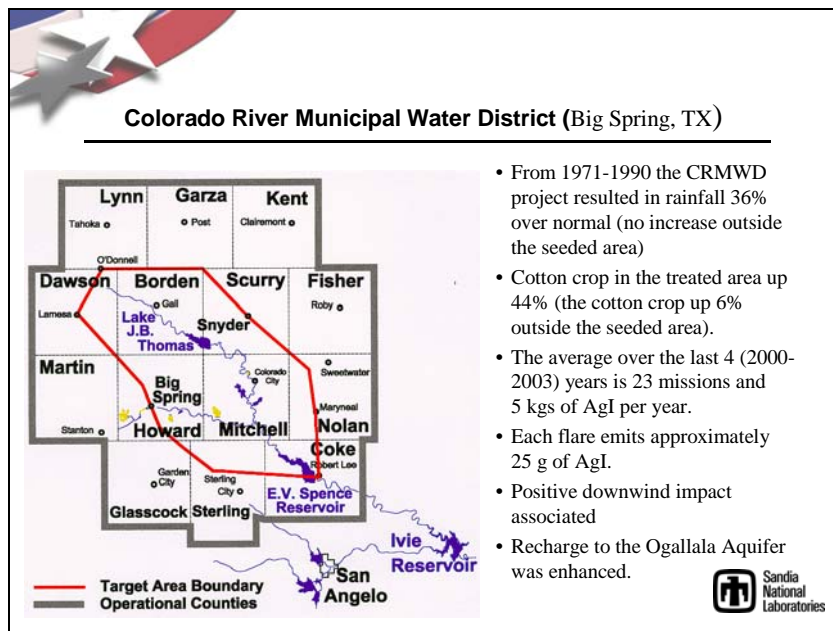 Colorado River Municipal Water District (Big Spring, TX)
Lynn
Garza
Kent
Tahoka
Post
Clairemont
O'Donnell
Dawson
Borden
Scurry
Fisher
Gail
Roby
Lamesa
Lake
J.B.
Thomas
Snyder
Martin
Big
Spring
Colorado
City
Sweetwater
Maryneal
Stanton
Howard
Mitchell
Nolan
Coke
Robert Lee
Garden
City
Sterling
City
E.V. Spence
Reservoir
Glasscock
Sterling
Ivie
Reservoir
San
Angelo
Target Area Boundary
Operational Counties
• From 1971-1990 the CRMWD
project resulted in rainfall 36%
over normal (no increase outside
the seeded area)
• Cotton crop in the treated area up
44% (the cotton crop up 6%
outside the seeded area).
• The average over the last 4 (2000-
2003) years is 23 missions and
5 kgs of AgI per year.
• Each flare emits approximately
25 g of AgI.
• Positive downwind impact
associated
• Recharge to the Ogallala Aquifer
was enhanced.
Sandia
National
Laboratories